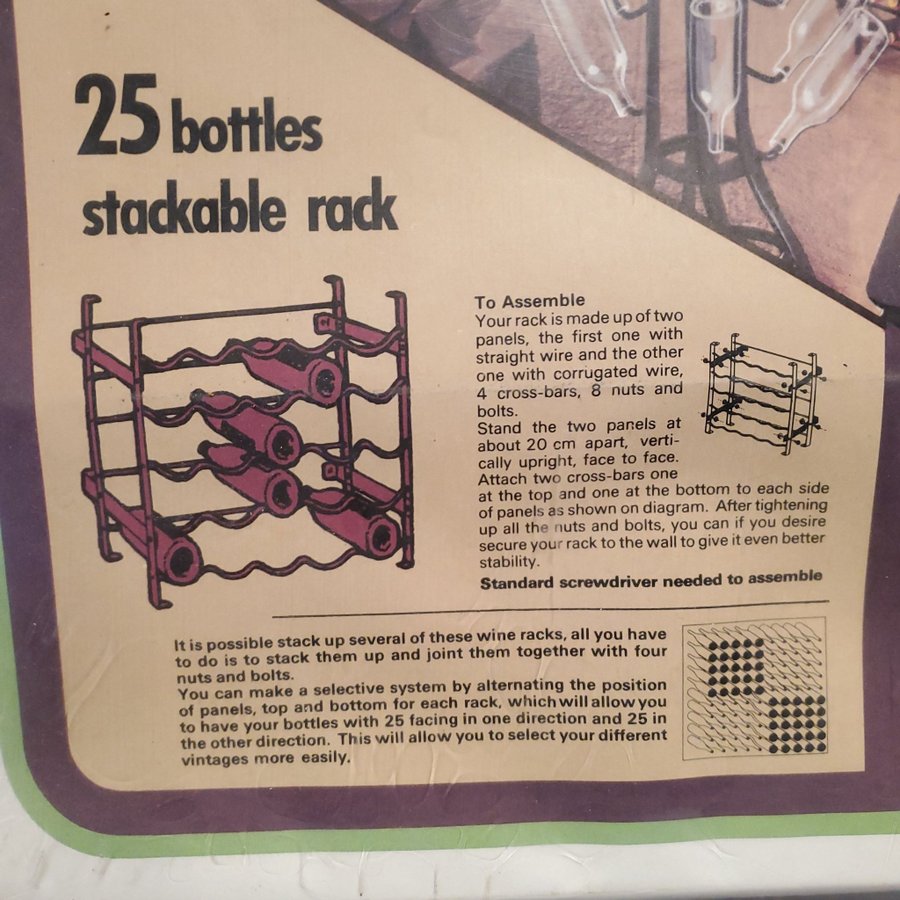 25 bottles
stackable rack
To Assemble
Your rack is made up of two
panels, the first one with
straight wire and the other
one with corrugated wire,
4 cross-bars, 8 nuts and
bolts.
Stand the two panels at
about 20 cm apart, verti-
cally upright, face to face.
Attach two cross-bars one
at the top and one at the bottom to each side
of panels as shown on diagram. After tightening
up all the nuts and bolts, you can if you desire
secure your rack to the wall to give it even better
stability.
Standard screwdriver needed to assemble
It is possible stack up several of these wine racks, all you have
to do is to stack them up and joint them together with four
nuts and bolts.
You can make a selective system by alternating the position
of panels, top and bottom for each rack, which will allow you
to have your bottles with 25 facing in one direction and 25 in
the other direction. This will allow you to select your different
vintages more easily.